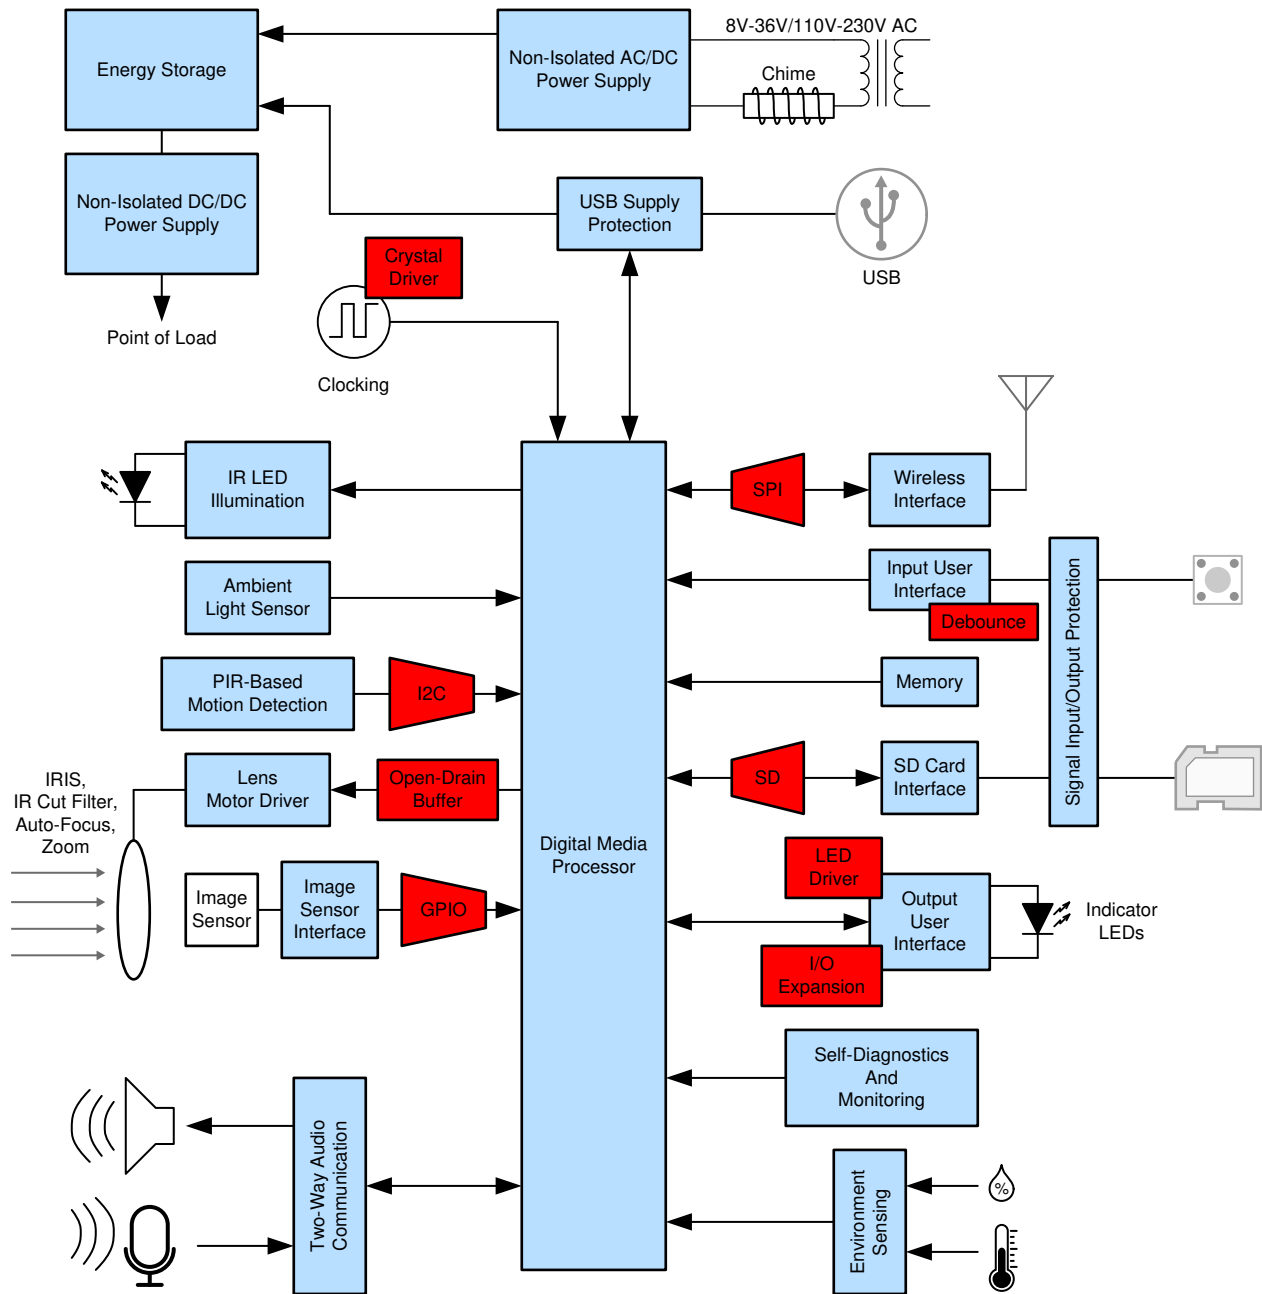 8V-36V/110V-230V AC
Energy Storage
Non-Isolated AC/DC
Power Supply
Chime
Non-Isolated DC/DC
Power Supply
USB Supply
Protection
USB
Crystal
Driver
Point of Load
Clocking
IR LED
Illumination
SPI
Wireless
Interface
Ambient
Light Sensor
Input User
Interface
Debounce
Signal Input/Output Protection
PIR-Based
Motion Detection
I2C
Memory
IRIS,
IR Cut Filter,
Auto-Focus,
Zoom
Lens
Motor Driver
Open-Drain
Buffer
SD
SD Card
Interface
Digital Media
Processor
Image
Sensor
Image
Sensor
Interface
GPIO
LED
Driver
Output
User
Interface
I/O
Expansion
Indicator
LEDs
Self-Diagnostics
And
Monitoring
Two-Way Audio
Communication
Environment
Sensing
%